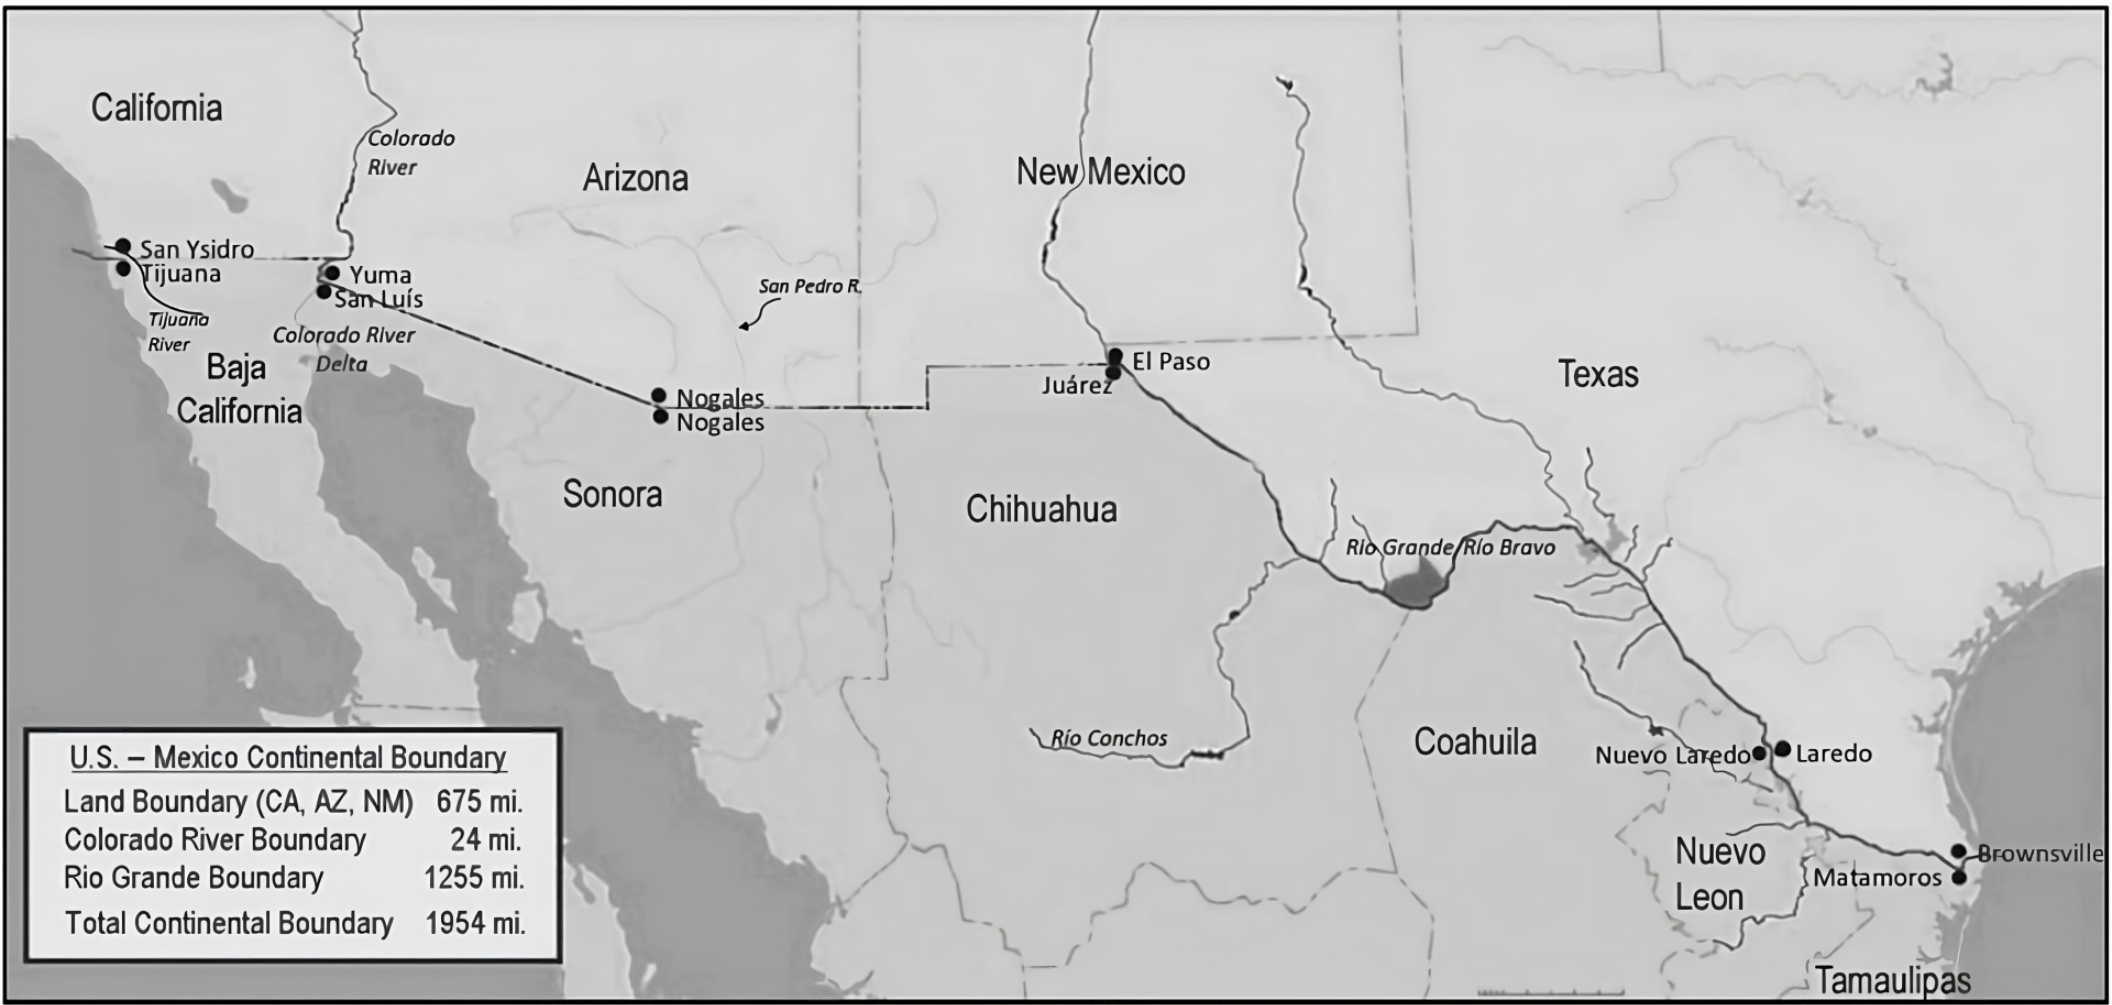 California
Colorado
River
Arizona
New Mexico
San Ysidro
Tijuana
Yuma
San Luís
San Pedro R.
Tijuana
River
Colorado River
Delta
Baja
California
El Paso
Juárez
Texas
Nogales
Nogales
Sonora
Chihuahua
Rio Grande/Río Bravo
Río Conchos
Coahuila
Nuevo Laredo
Laredo
Nuevo
Leon
Brownsville
Matamoros
Tamaulipas
U.S. – Mexico Continental Boundary
Land Boundary (CA, AZ, NM) 675 mi.
Colorado River Boundary 24 mi.
Rio Grande Boundary 1255 mi.
Total Continental Boundary 1954 mi.